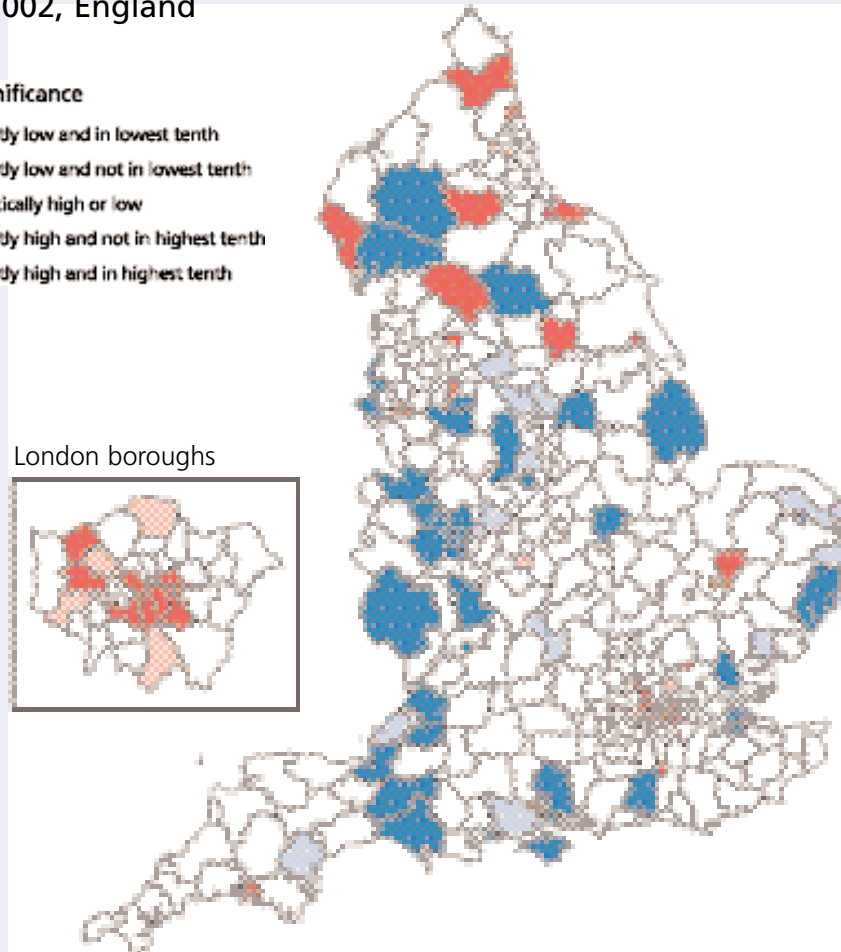 002, England
nificance
tly low and in lowest tenth
tly low and not in lowest tenth
ically high or low
tly high and not in highest tenth
tly high and in highest tenth
London boroughs